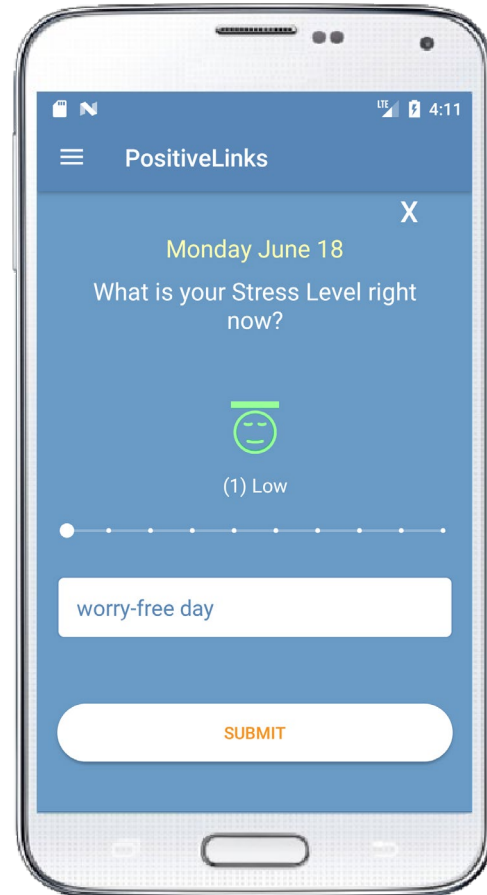 LTE 4:11
PositiveLinks
X
Monday June 18
What is your Stress Level right
now?
(1) Low
worry-free day
SUBMIT